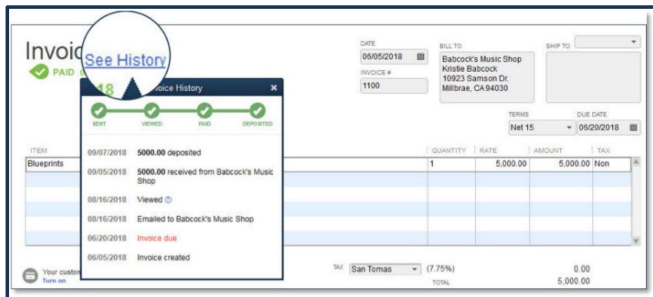 Invoic
See History
PAID
18
DATE
06/05/2018
INVOICE #
1100
BILL TO
Babcock's Music Shop
Kristie Babcock
10923 Samson Dr.
Millbrae, CA 94030
SHIP TO
TERMS
Net 15
DUE DATE
06/20/2018
voice History
SENT VIEWED PAID DEPOSITED
09/07/2018 5000.00 deposited
09/05/2018 5000.00 received from Babcock's Music
Shop
08/16/2018 Viewed
08/16/2018 Emailed to Babcock's Music Shop
06/20/2018 Invoice due
06/05/2018 Invoice created
ITEM QUANTITY RATE AMOUNT TAX
Blueprints 1 5,000.00 5,000.00 Non
Your custon
Turn on
TAX San Tomas (7.75%) 0.00
TOTAL 5,000.00